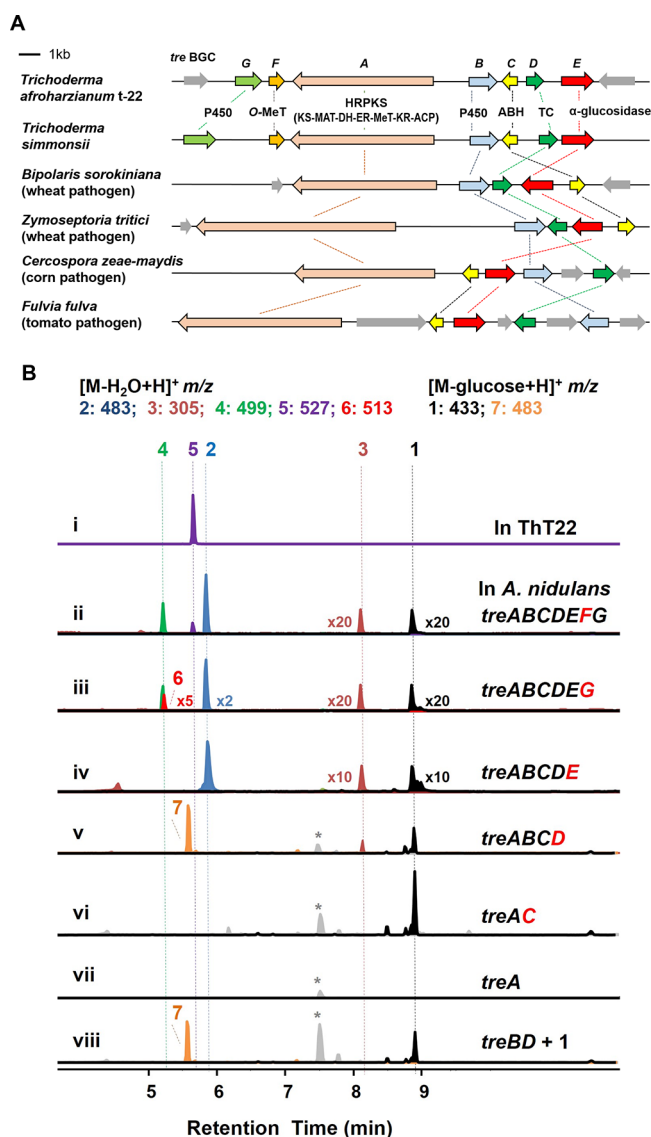 A
1kb
tre BGC
G F A B C D E
Trichoderma
afroharzianum t-22
P450 O-MeT HRPKS P450 ABH TC α-glucosidase
(KS-MAT-DH-ER-MeT-KR-ACP)
Trichoderma
simmonsii
Bipolaris sorokiniana
(wheat pathogen)
Zymoseptoria tritici
(wheat pathogen)
Cercospora zeae-maydis
(corn pathogen)
Fulvia fulva
(tomato pathogen)
B
[M-H₂O+H]⁺ m/z [M-glucose+H]⁺ m/z
2: 483; 3: 305; 4: 499; 5: 527; 6: 513 1: 433; 7: 483
4 5 2 3 1
i In ThT22
In A. nidulans
ii x20 x20 treABCDEFG
iii 6 x5 x2 x20 x20 treABCDEG
iv x10 x10 treABCDE
v 7 * treABCD
vi * treAC
vii * treA
viii 7 * treBD + 1
5 6 7 8 9
Retention Time (min)